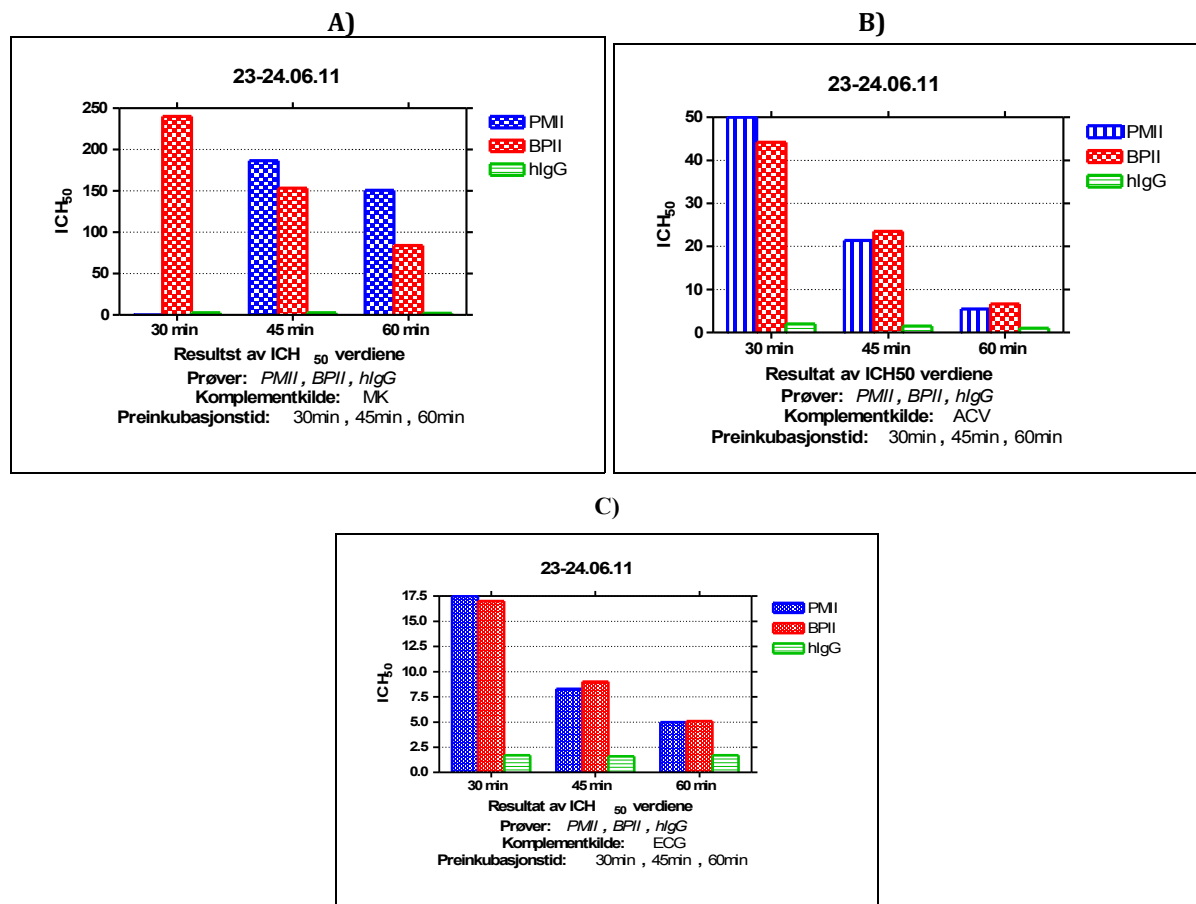 A)
23-24.06.11
ICH50
250
200
150
100
50
0
30 min 45 min 60 min
PMII
BPII
hIgG
Resultst av ICH 50 verdiene
Prøver: PMII , BPII , hIgG
Komplementkilde: MK
Preinkubasjonstid: 30min , 45min , 60min
B)
23-24.06.11
ICH50
50
40
30
20
10
0
30 min 45 min 60 min
PMII
BPII
hIgG
Resultat av ICH50 verdiene
Prøver: PMII , BPII , hIgG
Komplementkilde: ACV
Preinkubasjonstid: 30min , 45min , 60min
C)
23-24.06.11
ICH50
17.5
15.0
12.5
10.0
7.5
5.0
2.5
0.0
30 min 45 min 60 min
PMII
BPII
hIgG
Resultat av ICH 50 verdiene
Prøver: PMII , BPII , hIgG
Komplementkilde: ECG
Preinkubasjonstid: 30min , 45min , 60min